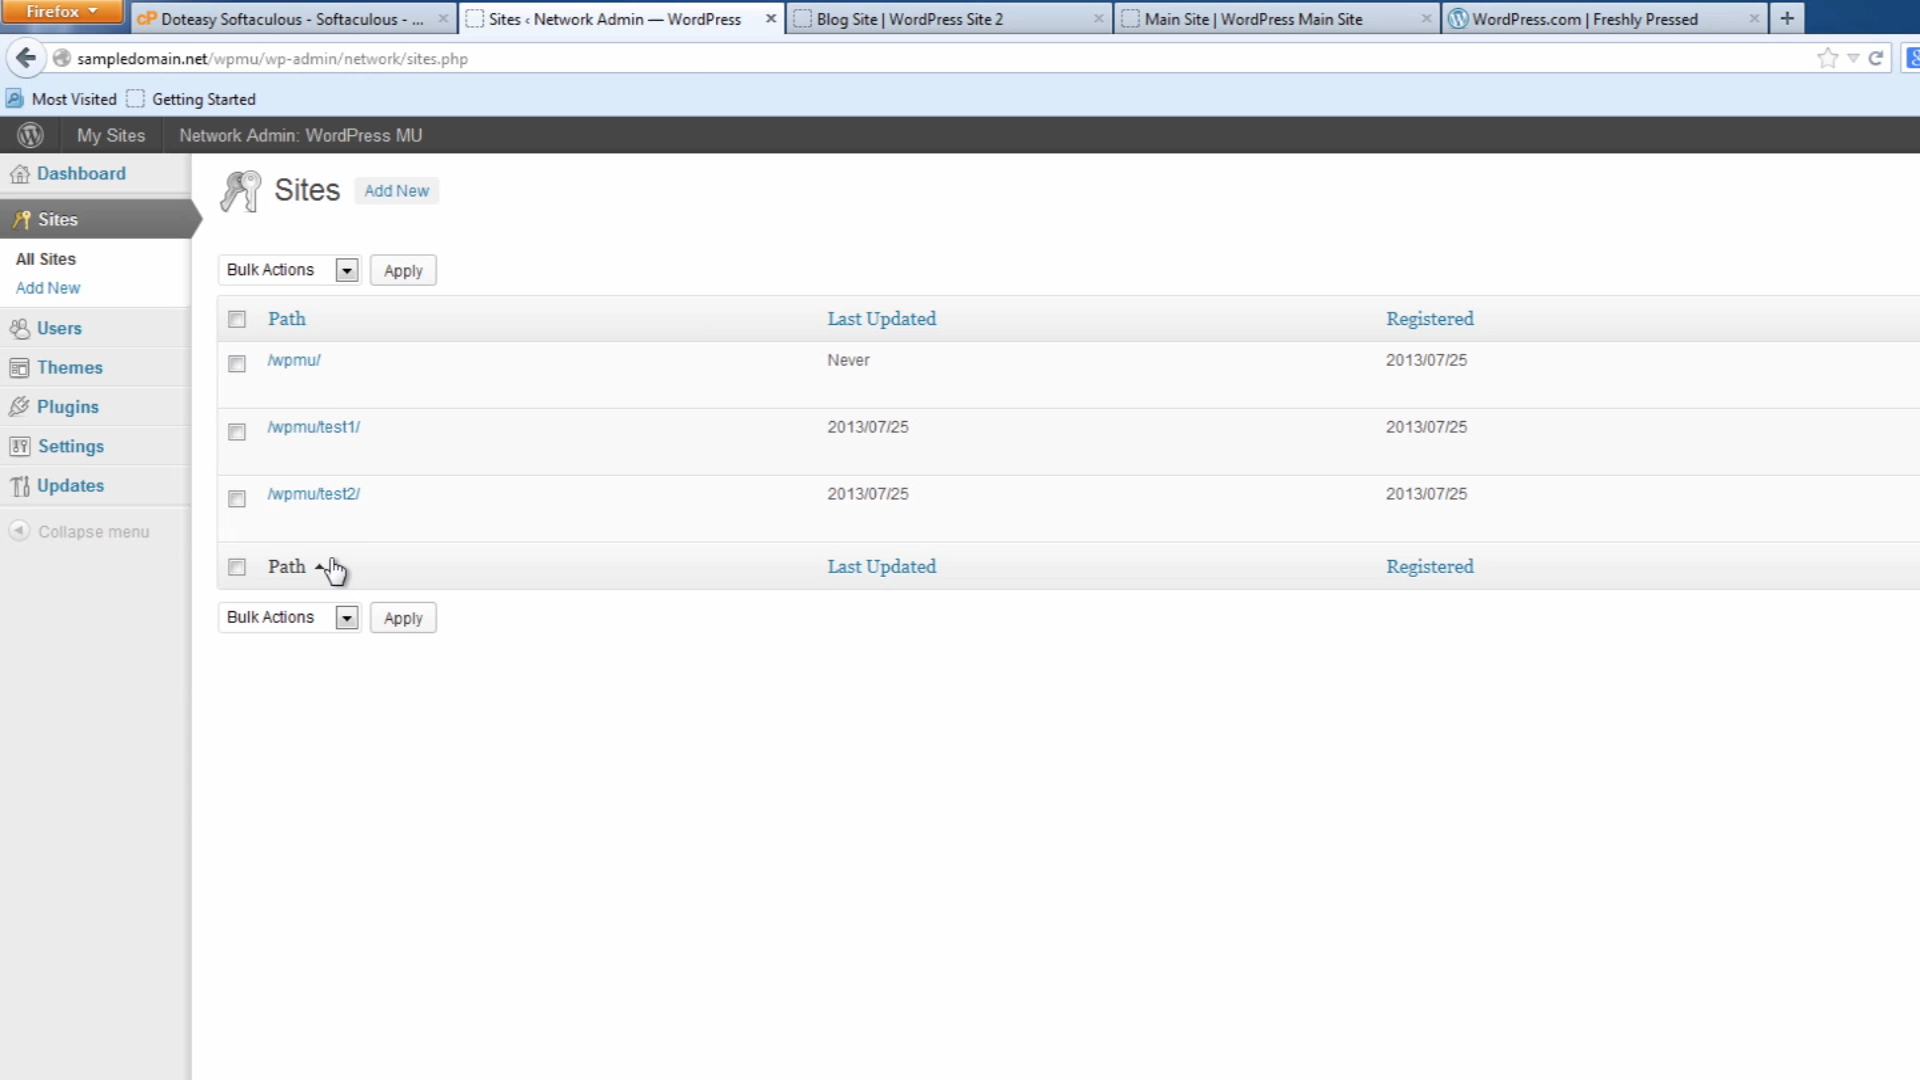 Firefox
cP Doteasy Softaculous - Softaculous - ...
Sites ‹ Network Admin — WordPress
Blog Site | WordPress Site 2
Main Site | WordPress Main Site
WordPress.com | Freshly Pressed
sampledomain.net/wpmu/wp-admin/network/sites.php
Most Visited
Getting Started
My Sites
Network Admin: WordPress MU
Dashboard
Sites
All Sites
Add New
Users
Themes
Plugins
Settings
Updates
Collapse menu
Sites Add New
Bulk Actions Apply
Path Last Updated Registered
/wpmu/ Never 2013/07/25
/wpmu/test1/ 2013/07/25 2013/07/25
/wpmu/test2/ 2013/07/25 2013/07/25
Path Last Updated Registered
Bulk Actions Apply